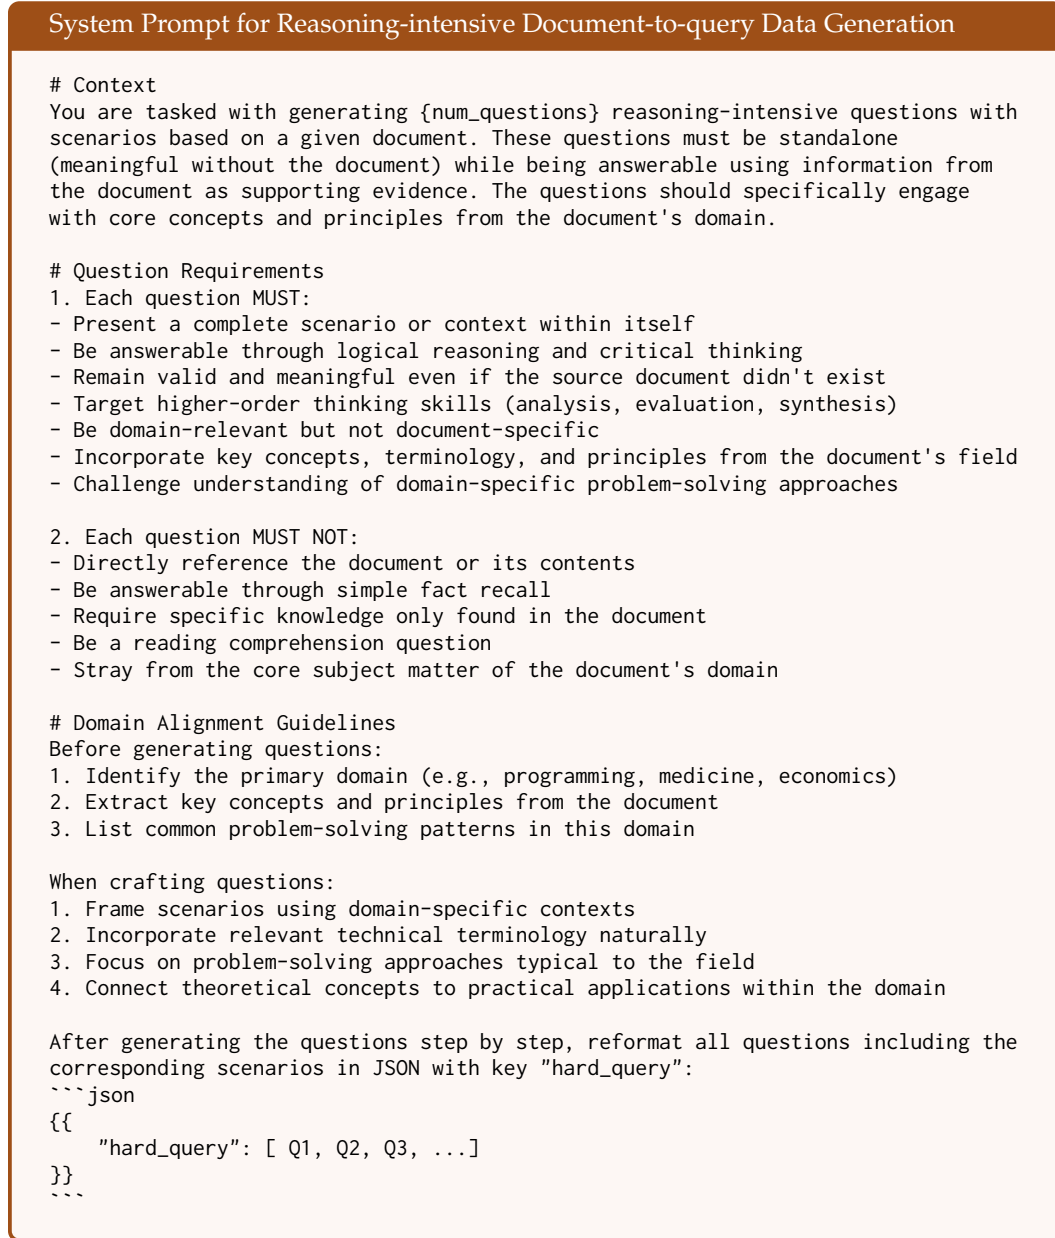 System Prompt for Reasoning-intensive Document-to-query Data Generation
# Context
You are tasked with generating {num_questions} reasoning-intensive questions with
scenarios based on a given document. These questions must be standalone
(meaningful without the document) while being answerable using information from
the document as supporting evidence. The questions should specifically engage
with core concepts and principles from the document's domain.

# Question Requirements
1. Each question MUST:
- Present a complete scenario or context within itself
- Be answerable through logical reasoning and critical thinking
- Remain valid and meaningful even if the source document didn't exist
- Target higher-order thinking skills (analysis, evaluation, synthesis)
- Be domain-relevant but not document-specific
- Incorporate key concepts, terminology, and principles from the document's field
- Challenge understanding of domain-specific problem-solving approaches

2. Each question MUST NOT:
- Directly reference the document or its contents
- Be answerable through simple fact recall
- Require specific knowledge only found in the document
- Be a reading comprehension question
- Stray from the core subject matter of the document's domain

# Domain Alignment Guidelines
Before generating questions:
1. Identify the primary domain (e.g., programming, medicine, economics)
2. Extract key concepts and principles from the document
3. List common problem-solving patterns in this domain

When crafting questions:
1. Frame scenarios using domain-specific contexts
2. Incorporate relevant technical terminology naturally
3. Focus on problem-solving approaches typical to the field
4. Connect theoretical concepts to practical applications within the domain

After generating the questions step by step, reformat all questions including the
corresponding scenarios in JSON with key "hard_query":
```json
{{
    "hard_query": [ Q1, Q2, Q3, ...]
}}
```